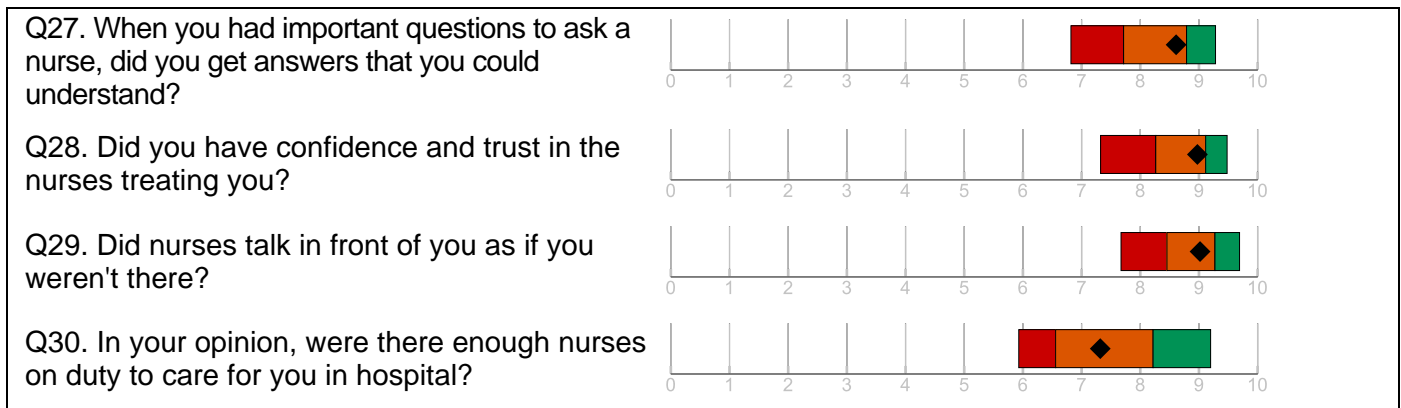 Q27. When you had important questions to ask a
nurse, did you get answers that you could
understand?
0 1 2 3 4 5 6 7 8 9 10
Q28. Did you have confidence and trust in the
nurses treating you?
0 1 2 3 4 5 6 7 8 9 10
Q29. Did nurses talk in front of you as if you
weren't there?
0 1 2 3 4 5 6 7 8 9 10
Q30. In your opinion, were there enough nurses
on duty to care for you in hospital?
0 1 2 3 4 5 6 7 8 9 10